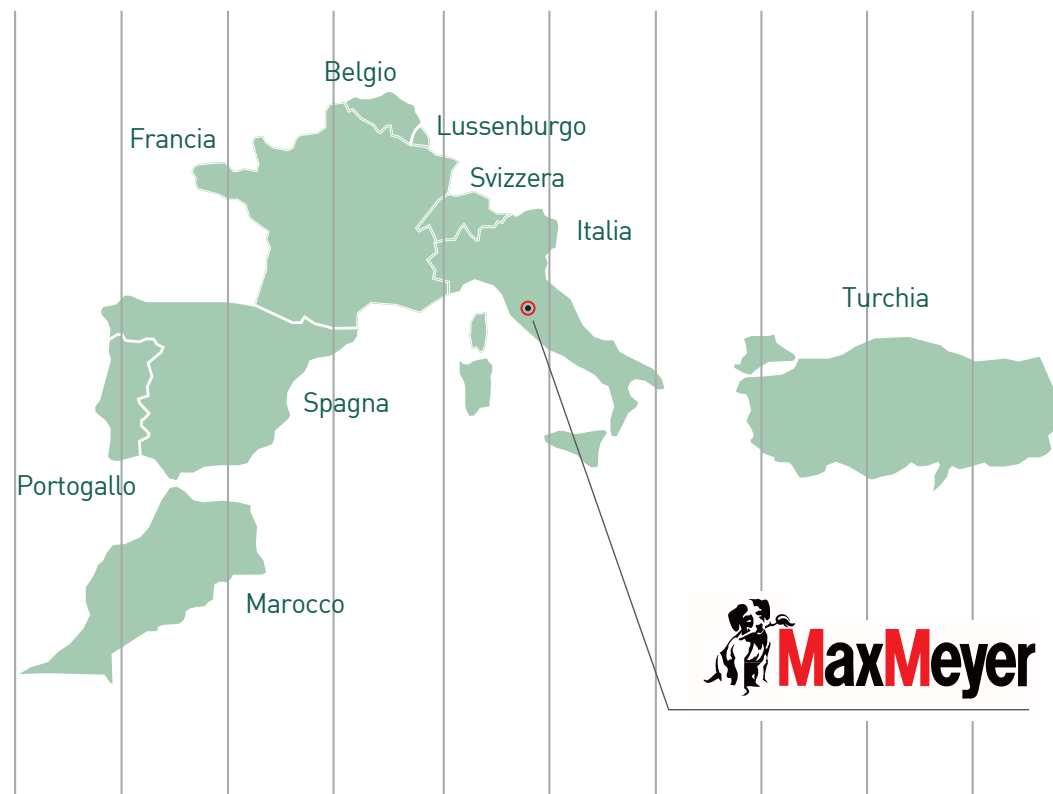 Belgio
Lussenburgo
Francia
Svizzera
Italia
Turchia
Spagna
Portogallo
Marocco
MaxMeyer